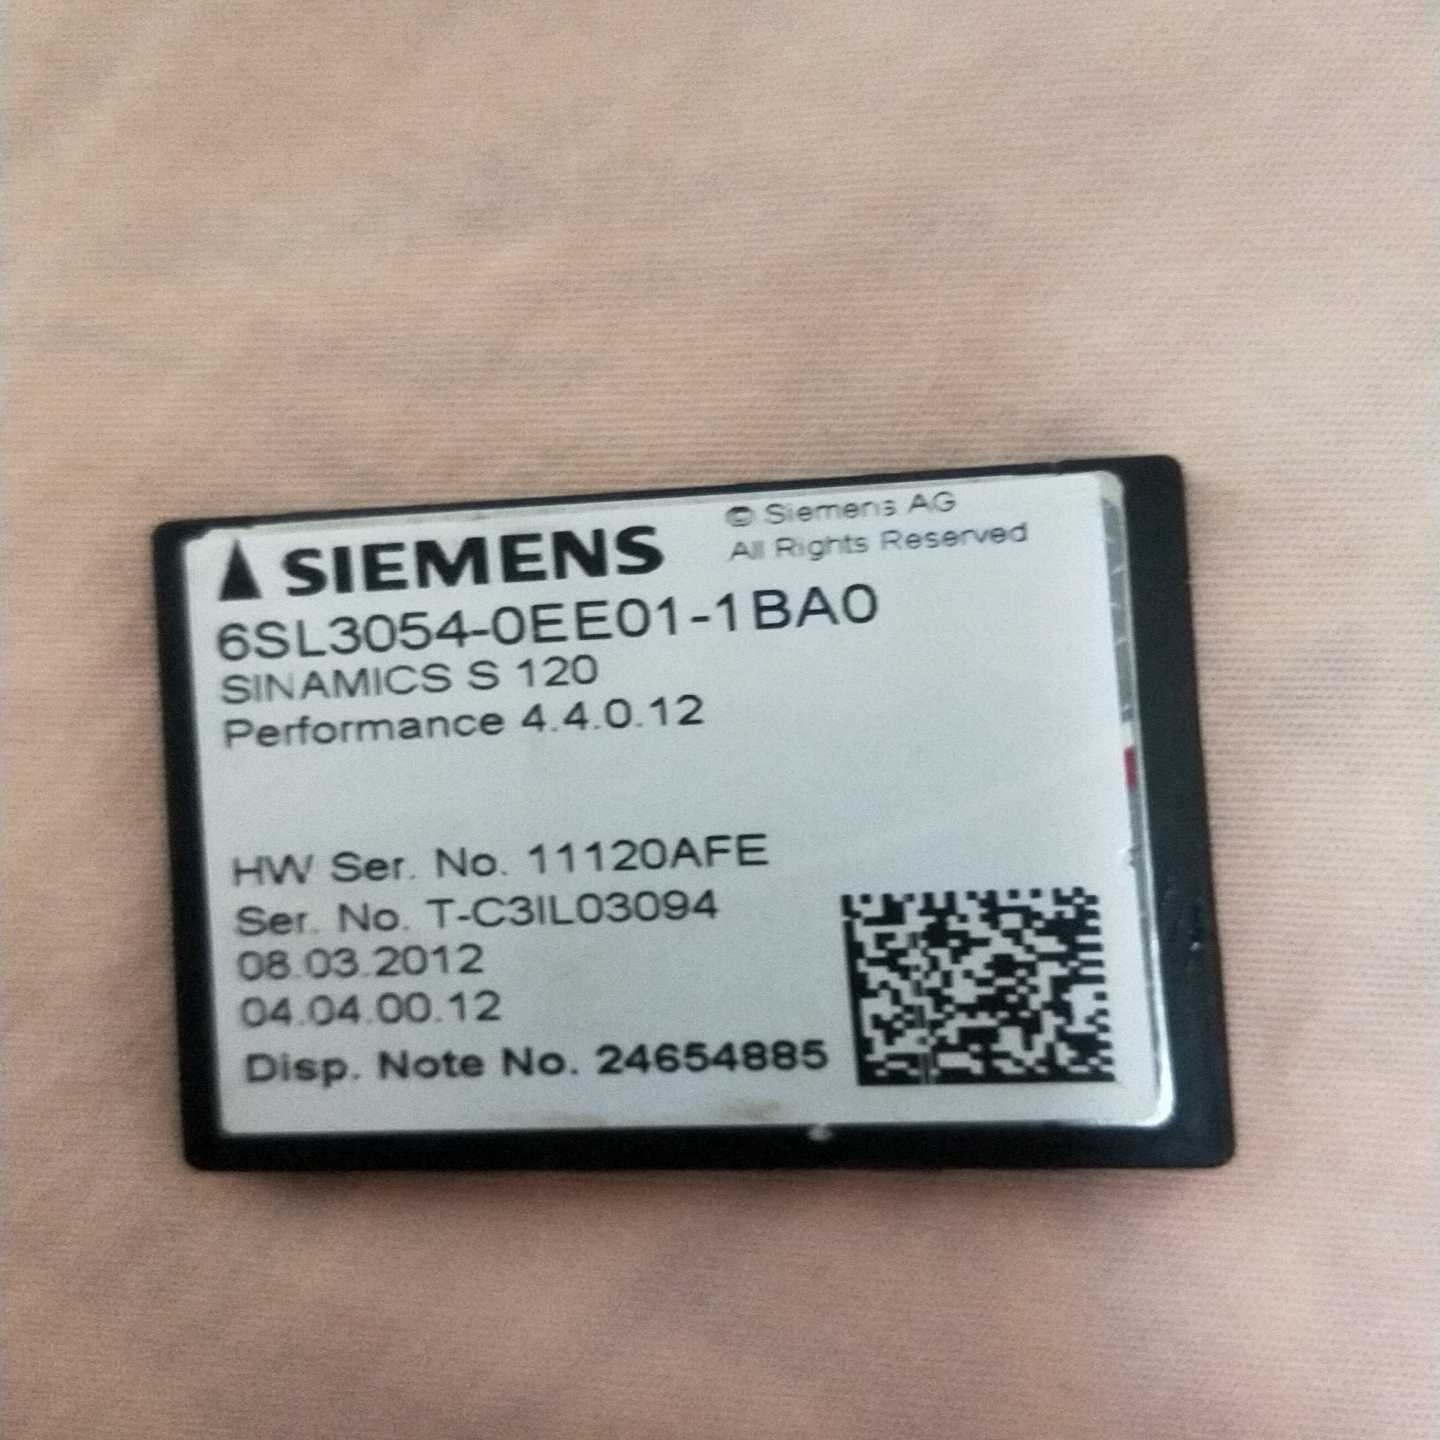 SIEMENS
© Siemens AG
All Rights Reserved
6SL3054-0EE01-1BA0
SINAMICS S 120
Performance 4.4.0.12
HW Ser. No. 11120AFE
Ser. No. T-C3IL03094
08.03.2012
04.04.00.12
Disp. Note No. 24654885